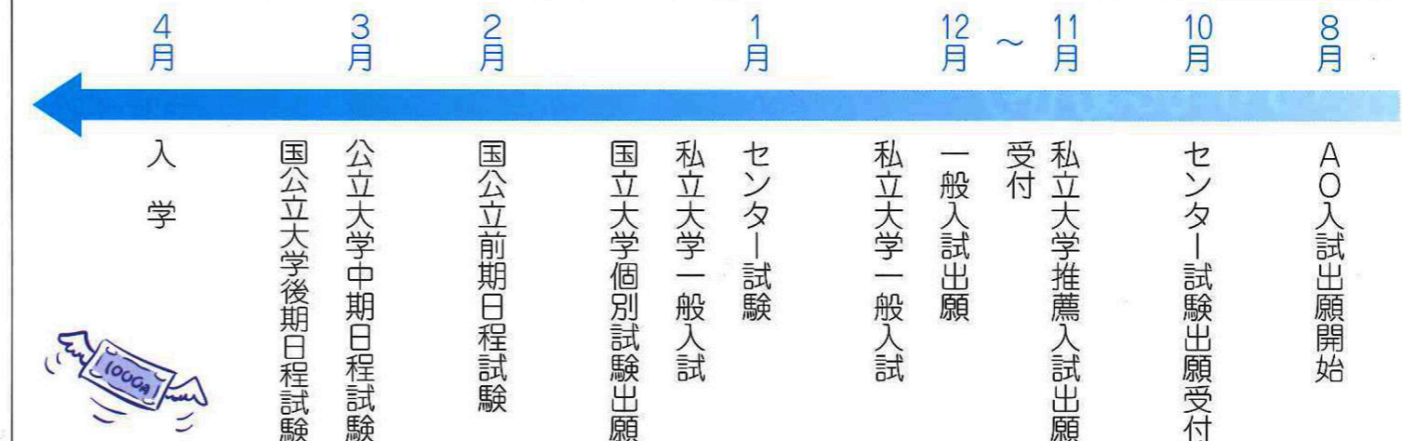 8月
10月
11月
～
12月
1月
2月
3月
4月
AO入試出願開始
センター試験出願受付
私立大学推薦入試出願
受付
一般入試出願
私立大学一般入試
センター試験
私立大学一般入試
国立大学個別試験出願
国公立前期日程試験
公立大学中期日程試験
国公立大学後期日程試験
入学